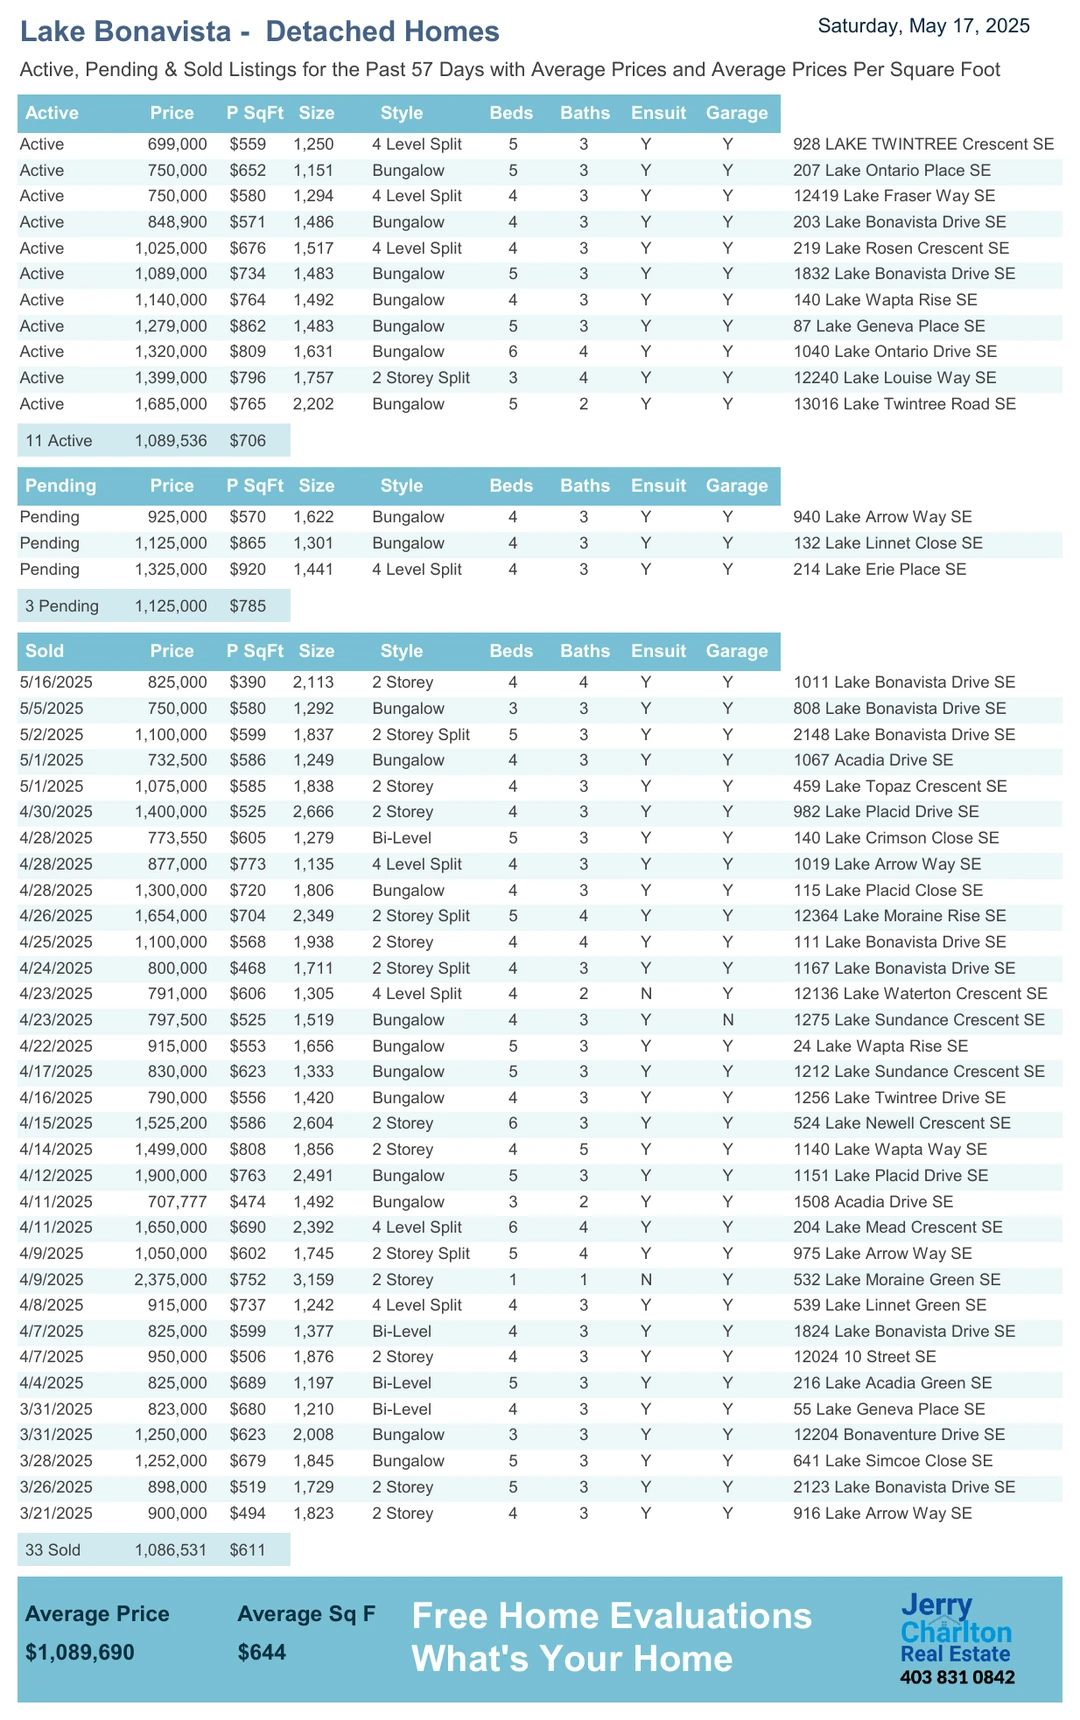 Lake Bonavista - Detached Homes
Saturday, May 17, 2025
Active, Pending & Sold Listings for the Past 57 Days with Average Prices and Average Prices Per Square Foot
Active Price P SqFt Size Style Beds Baths Ensuit Garage
Active 699,000 $559 1,250 4 Level Split 5 3 Y Y 928 LAKE TWINTREE Crescent SE
Active 750,000 $652 1,151 Bungalow 5 3 Y Y 207 Lake Ontario Place SE
Active 750,000 $580 1,294 4 Level Split 4 3 Y Y 12419 Lake Fraser Way SE
Active 848,900 $571 1,486 Bungalow 4 3 Y Y 203 Lake Bonavista Drive SE
Active 1,025,000 $676 1,517 4 Level Split 4 3 Y Y 219 Lake Rosen Crescent SE
Active 1,089,000 $734 1,483 Bungalow 5 3 Y Y 1832 Lake Bonavista Drive SE
Active 1,140,000 $764 1,492 Bungalow 4 3 Y Y 140 Lake Wapta Rise SE
Active 1,279,000 $862 1,483 Bungalow 5 3 Y Y 87 Lake Geneva Place SE
Active 1,320,000 $809 1,631 Bungalow 6 4 Y Y 1040 Lake Ontario Drive SE
Active 1,399,000 $796 1,757 2 Storey Split 3 4 Y Y 12240 Lake Louise Way SE
Active 1,685,000 $765 2,202 Bungalow 5 2 Y Y 13016 Lake Twintree Road SE
11 Active 1,089,536 $706
Pending Price P SqFt Size Style Beds Baths Ensuit Garage
Pending 925,000 $570 1,622 Bungalow 4 3 Y Y 940 Lake Arrow Way SE
Pending 1,125,000 $865 1,301 Bungalow 4 3 Y Y 132 Lake Linnet Close SE
Pending 1,325,000 $920 1,441 4 Level Split 4 3 Y Y 214 Lake Erie Place SE
3 Pending 1,125,000 $785
Sold Price P SqFt Size Style Beds Baths Ensuit Garage
5/16/2025 825,000 $390 2,113 2 Storey 4 4 Y Y 1011 Lake Bonavista Drive SE
5/5/2025 750,000 $580 1,292 Bungalow 3 3 Y Y 808 Lake Bonavista Drive SE
5/2/2025 1,100,000 $599 1,837 2 Storey Split 5 3 Y Y 2148 Lake Bonavista Drive SE
5/1/2025 732,500 $586 1,249 Bungalow 4 3 Y Y 1067 Acadia Drive SE
5/1/2025 1,075,000 $585 1,838 2 Storey 4 3 Y Y 459 Lake Topaz Crescent SE
4/30/2025 1,400,000 $525 2,666 2 Storey 4 3 Y Y 982 Lake Placid Drive SE
4/28/2025 773,550 $605 1,279 Bi-Level 5 3 Y Y 140 Lake Crimson Close SE
4/28/2025 877,000 $773 1,135 4 Level Split 4 3 Y Y 1019 Lake Arrow Way SE
4/28/2025 1,300,000 $720 1,806 Bungalow 4 3 Y Y 115 Lake Placid Close SE
4/26/2025 1,654,000 $704 2,349 2 Storey Split 5 4 Y Y 12364 Lake Moraine Rise SE
4/25/2025 1,100,000 $568 1,938 2 Storey 4 4 Y Y 111 Lake Bonavista Drive SE
4/24/2025 800,000 $468 1,711 2 Storey Split 4 3 Y Y 1167 Lake Bonavista Drive SE
4/23/2025 791,000 $606 1,305 4 Level Split 4 2 N Y 12136 Lake Waterton Crescent SE
4/23/2025 797,500 $525 1,519 Bungalow 4 3 Y N 1275 Lake Sundance Crescent SE
4/22/2025 915,000 $553 1,656 Bungalow 5 3 Y Y 24 Lake Wapta Rise SE
4/17/2025 830,000 $623 1,333 Bungalow 5 3 Y Y 1212 Lake Sundance Crescent SE
4/16/2025 790,000 $556 1,420 Bungalow 4 3 Y Y 1256 Lake Twintree Drive SE
4/15/2025 1,525,200 $586 2,604 2 Storey 6 3 Y Y 524 Lake Newell Crescent SE
4/14/2025 1,499,000 $808 1,856 2 Storey 4 5 Y Y 1140 Lake Wapta Way SE
4/12/2025 1,900,000 $763 2,491 Bungalow 5 3 Y Y 1151 Lake Placid Drive SE
4/11/2025 707,777 $474 1,492 Bungalow 3 2 Y Y 1508 Acadia Drive SE
4/11/2025 1,650,000 $690 2,392 4 Level Split 6 4 Y Y 204 Lake Mead Crescent SE
4/9/2025 1,050,000 $602 1,745 2 Storey Split 5 4 Y Y 975 Lake Arrow Way SE
4/9/2025 2,375,000 $752 3,159 2 Storey 1 1 N Y 532 Lake Moraine Green SE
4/8/2025 915,000 $737 1,242 4 Level Split 4 3 Y Y 539 Lake Linnet Green SE
4/7/2025 825,000 $599 1,377 Bi-Level 4 3 Y Y 1824 Lake Bonavista Drive SE
4/7/2025 950,000 $506 1,876 2 Storey 4 3 Y Y 12024 10 Street SE
4/4/2025 825,000 $689 1,197 Bi-Level 5 3 Y Y 216 Lake Acadia Green SE
3/31/2025 823,000 $680 1,210 Bi-Level 4 3 Y Y 55 Lake Geneva Place SE
3/31/2025 1,250,000 $623 2,008 Bungalow 3 3 Y Y 12204 Bonaventure Drive SE
3/28/2025 1,252,000 $679 1,845 Bungalow 5 3 Y Y 641 Lake Simcoe Close SE
3/26/2025 898,000 $519 1,729 2 Storey 5 3 Y Y 2123 Lake Bonavista Drive SE
3/21/2025 900,000 $494 1,823 2 Storey 4 3 Y Y 916 Lake Arrow Way SE
33 Sold 1,086,531 $611
Average Price Average Sq F
$1,089,690 $644
Free Home Evaluations
What's Your Home
Jerry
Charlton
Real Estate
403 831 0842